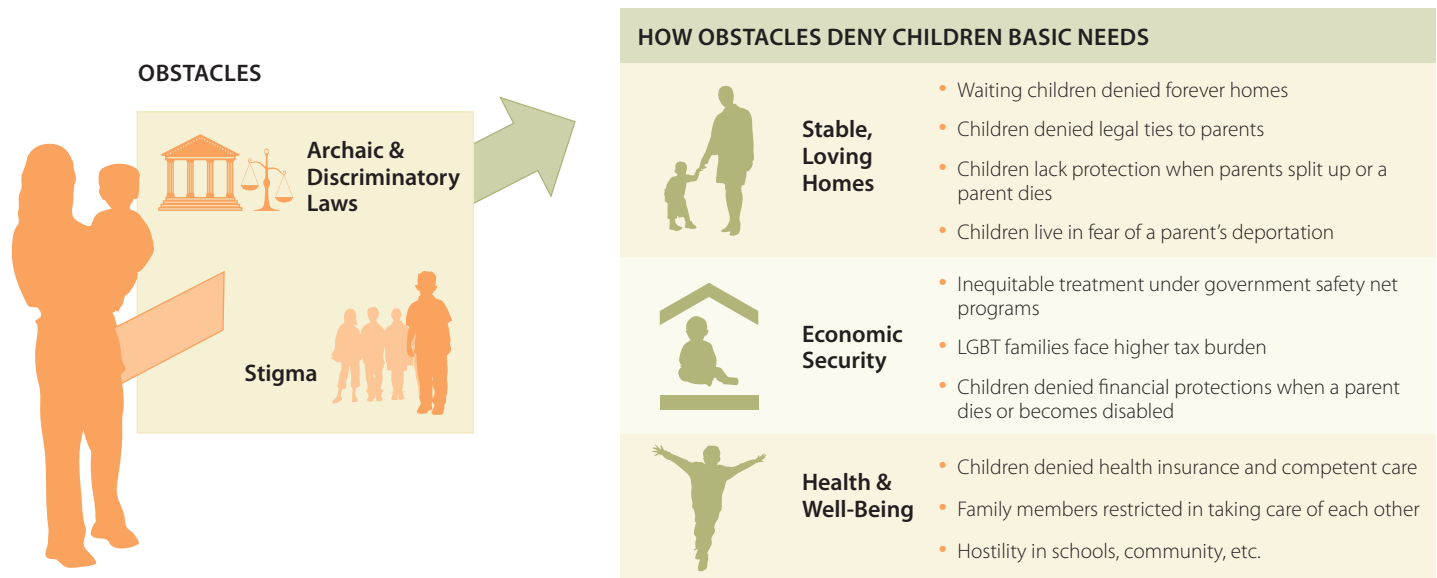 OBSTACLES
Archaic &
Discriminatory
Laws
Stigma
HOW OBSTACLES DENY CHILDREN BASIC NEEDS
Stable,
Loving
Homes
• Waiting children denied forever homes
• Children denied legal ties to parents
• Children lack protection when parents split up or a
parent dies
• Children live in fear of a parent’s deportation
Economic
Security
• Inequitable treatment under government safety net
programs
• LGBT families face higher tax burden
• Children denied financial protections when a parent
dies or becomes disabled
Health &
Well-Being
• Children denied health insurance and competent care
• Family members restricted in taking care of each other
• Hostility in schools, community, etc.